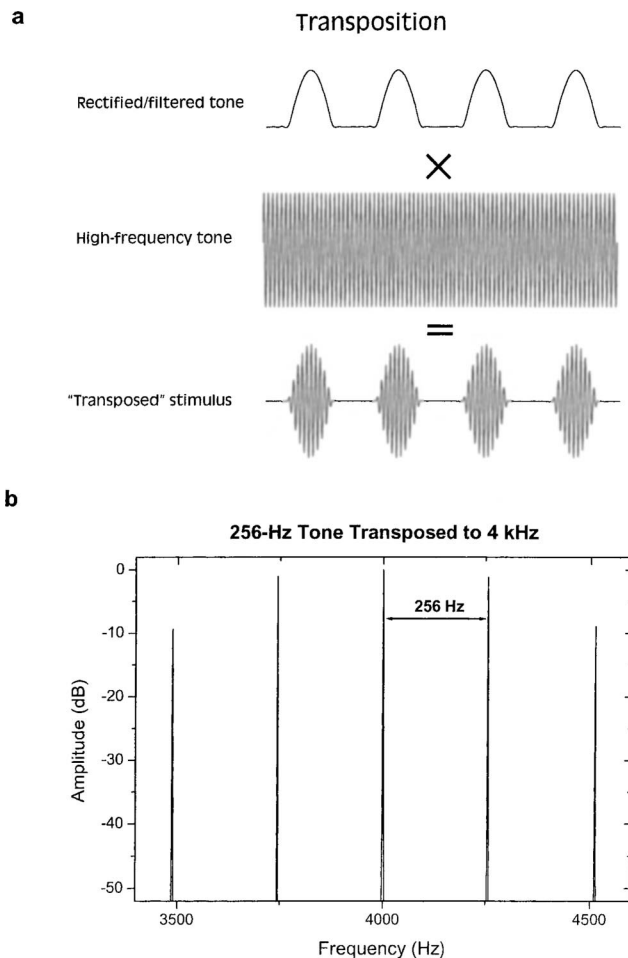 a
Transposition
Rectified/filtered tone
×
High-frequency tone
=
"Transposed" stimulus
b
256-Hz Tone Transposed to 4 kHz
0
256 Hz
-10
-20
-30
-40
-50
Amplitude (dB)
3500 4000 4500
Frequency (Hz)